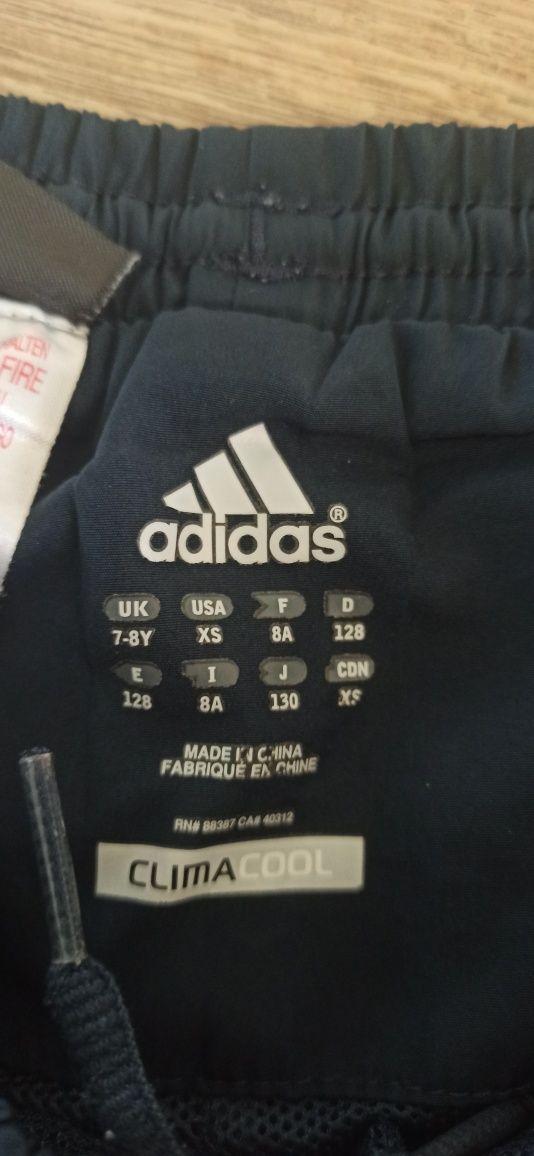 FIRE
adidas®
UK USA F D
7-8Y XS 8A 128
E I J CDN
128 8A 130 XS
MADE IN CHINA
FABRIQUÉ EN CHINE
RN# 88387 CA# 40312
CLIMACOOL